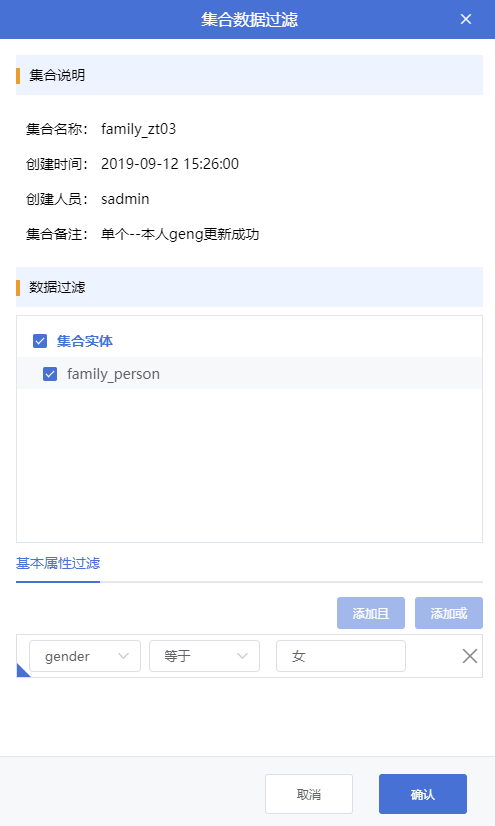 集合数据过滤
集合说明
集合名称： family_zt03
创建时间： 2019-09-12 15:26:00
创建人员： sadmin
集合备注： 单个--本人geng更新成功
数据过滤
集合实体
family_person
基本属性过滤
添加且 添加或
gender 等于 女
取消 确认